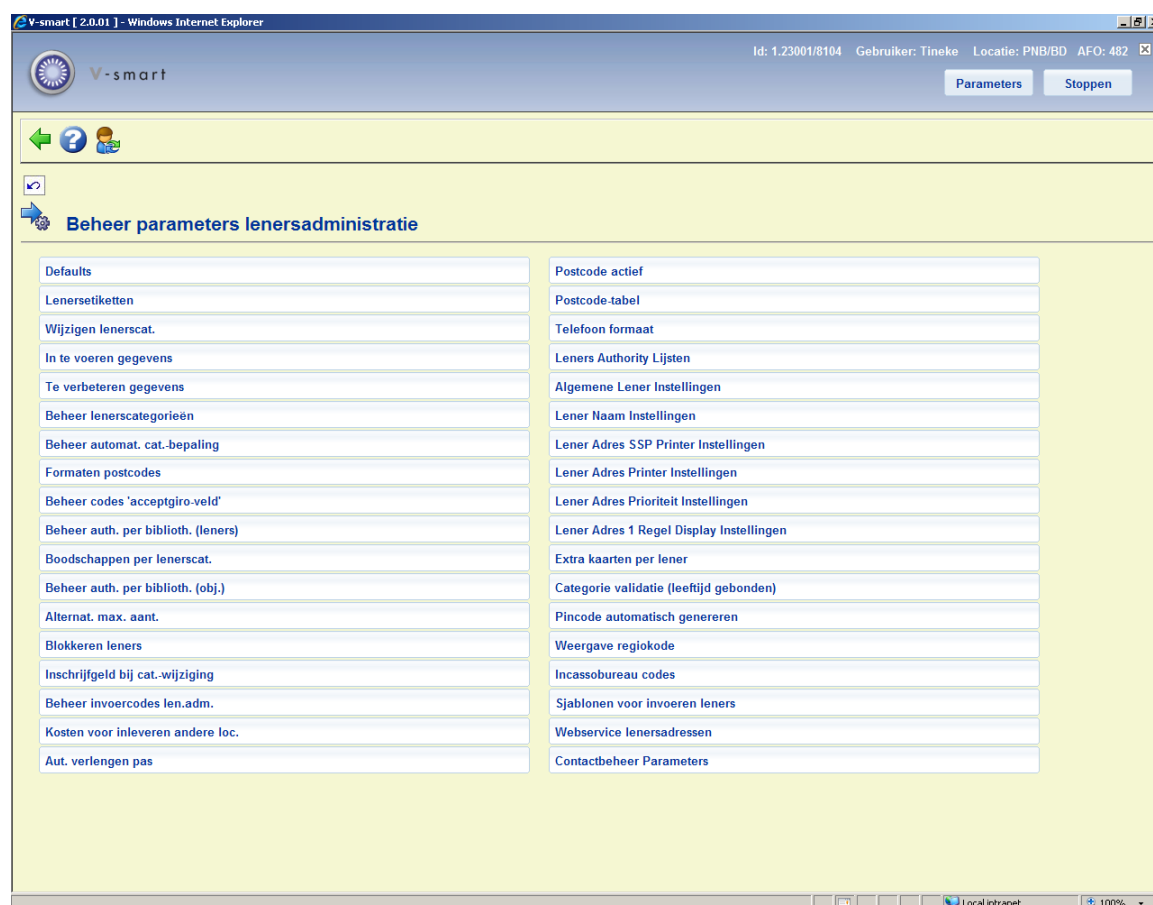 V-smart [ 2.0.01 ] - Windows Internet Explorer
Id: 1.23001/8104 Gebruiker: Tineke Locatie: PNB/BD AFO: 482
V-smart
Parameters Stoppen
Beheer parameters lenersadministratie
Defaults
Lenersetiketten
Wijzigen lenerscat.
In te voeren gegevens
Te verbeteren gegevens
Beheer lenerscategorieën
Beheer automat. cat.-bepaling
Formaten postcodes
Beheer codes 'acceptgiro-veld'
Beheer auth. per biblioth. (leners)
Boodschappen per lenerscat.
Beheer auth. per biblioth. (obj.)
Alternat. max. aant.
Blokkeren leners
Inschrijfgeld bij cat.-wijziging
Beheer invoercodes len.adm.
Kosten voor inleveren andere loc.
Aut. verlengen pas
Postcode actief
Postcode-tabel
Telefoon formaat
Leners Authority Lijsten
Algemene Lener Instellingen
Lener Naam Instellingen
Lener Adres SSP Printer Instellingen
Lener Adres Printer Instellingen
Lener Adres Prioriteit Instellingen
Lener Adres 1 Regel Display Instellingen
Extra kaarten per lener
Categorie validatie (leeftijd gebonden)
Pincode automatisch genereren
Weergave regiokode
Incassobureau codes
Sjablonen voor invoeren leners
Webservice lenersadressen
Contactbeheer Parameters
Local intranet 100%